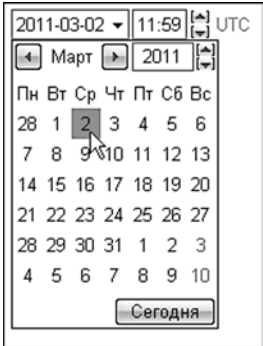 2011-03-02 11:59 UTC
Март 2011
Пн Вт Ср Чт Пт Сб Вс
28 1 2 3 4 5 6
7 8 9 10 11 12 13
14 15 16 17 18 19 20
21 22 23 24 25 26 27
28 29 30 31 1 2 3
4 5 6 7 8 9 10
Сегодня